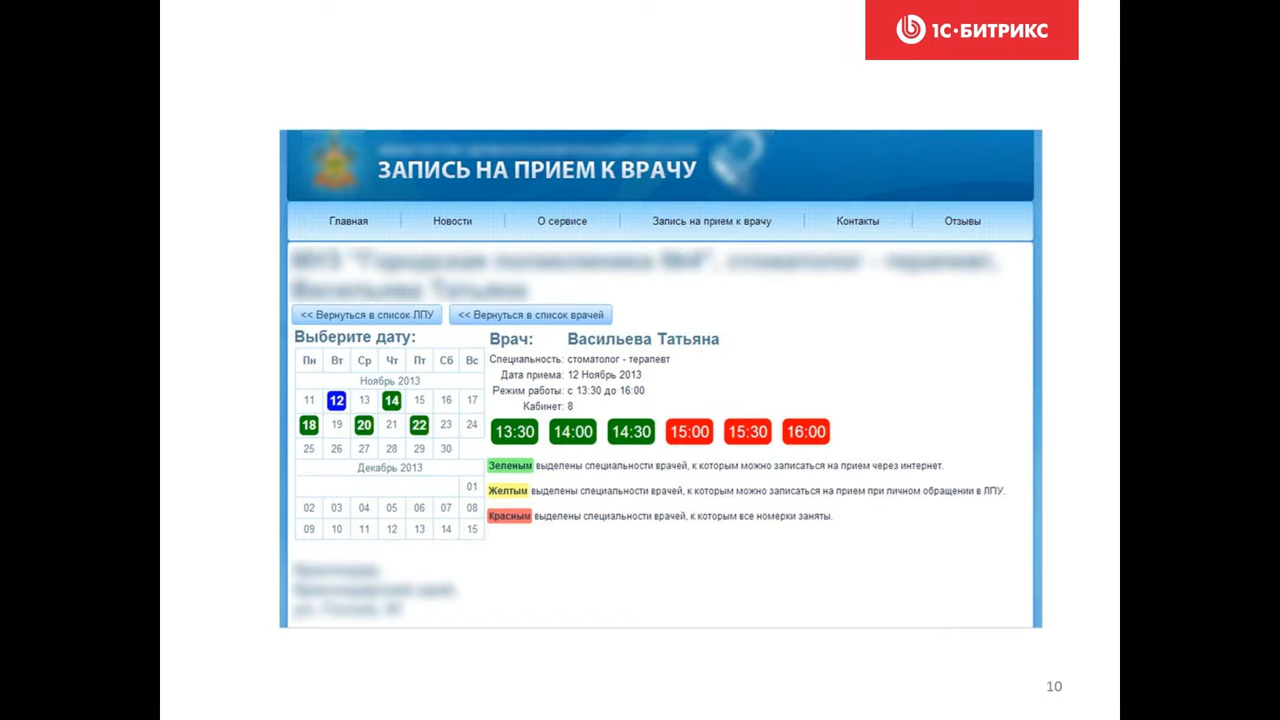 1С·БИТРИКС
ЗАПИСЬ НА ПРИЕМ К ВРАЧУ
Главная Новости О сервисе Запись на прием к врачу Контакты Отзывы
<< Вернуться в список ЛПУ << Вернуться в список врачей
Выберите дату:
Пн Вт Ср Чт Пт Сб Вс
Ноябрь 2013
11 12 13 14 15 16 17
18 19 20 21 22 23 24
25 26 27 28 29 30
Декабрь 2013
01
02 03 04 05 06 07 08
09 10 11 12 13 14 15
Врач: Васильева Татьяна
Специальность: стоматолог - терапевт
Дата приема: 12 Ноябрь 2013
Режим работы: с 13:30 до 16:00
Кабинет: 8
13:30 14:00 14:30 15:00 15:30 16:00
Зеленым выделены специальности врачей, к которым можно записаться на прием через интернет.
Желтым выделены специальности врачей, к которым можно записаться на прием при личном обращении в ЛПУ.
Красным выделены специальности врачей, к которым все номерки заняты.
10